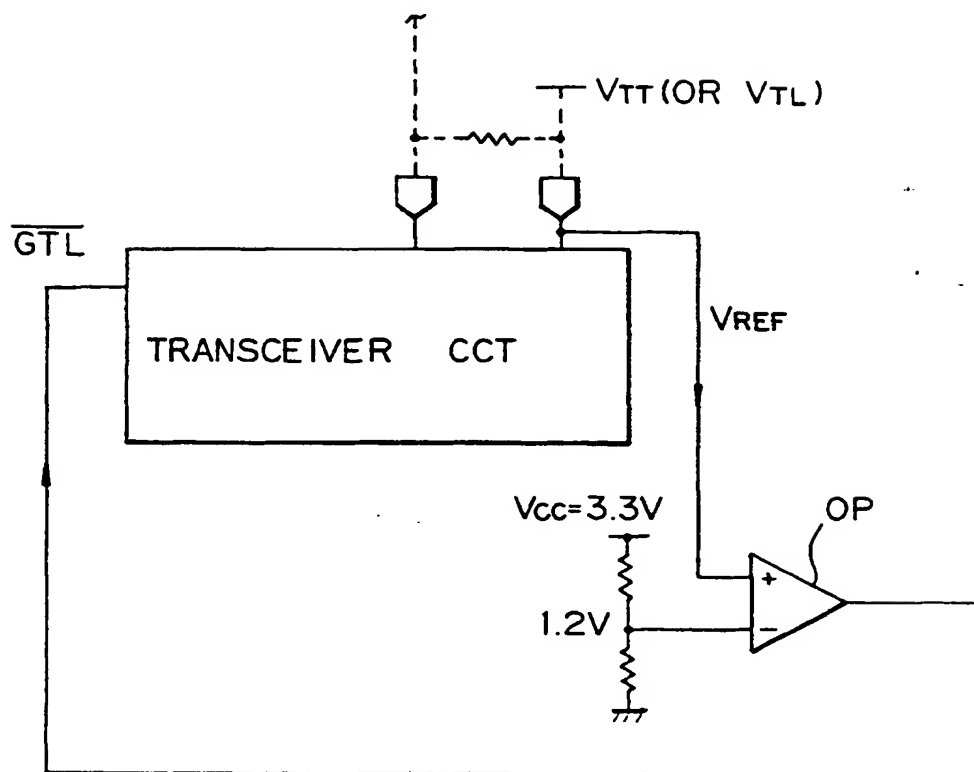 VTT (OR VTL)
GTL
VREF
TRANSCEIVER CCT
Vcc=3.3V
OP
+
1.2V
−